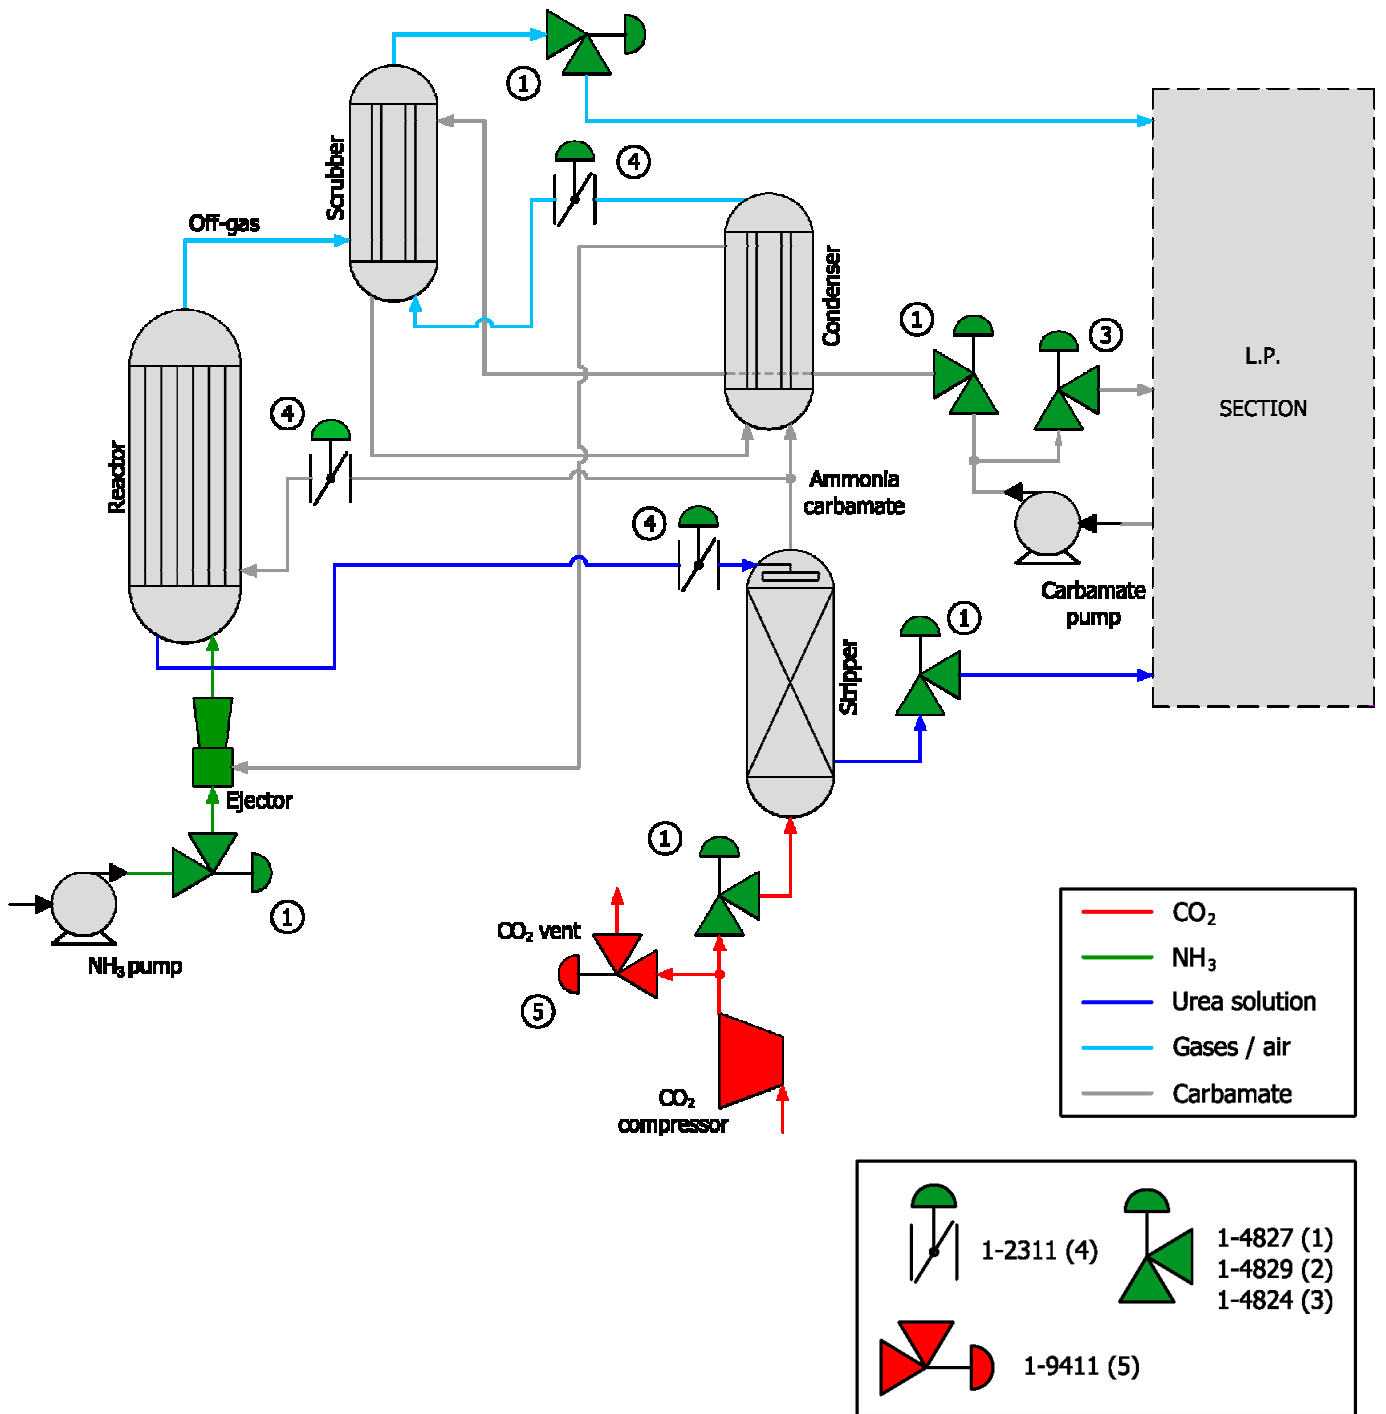 1
Scrubber
4
Off-gas
Condenser
1
3
L.P.
SECTION
4
Reactor
Ammonia
carbamate
4
Carbamate
pump
1
Stripper
Ejector
1
1
NH₃ pump
CO₂ vent
5
CO₂
compressor
CO₂
NH₃
Urea solution
Gases / air
Carbamate
1-2311 (4)
1-4827 (1)
1-4829 (2)
1-4824 (3)
1-9411 (5)